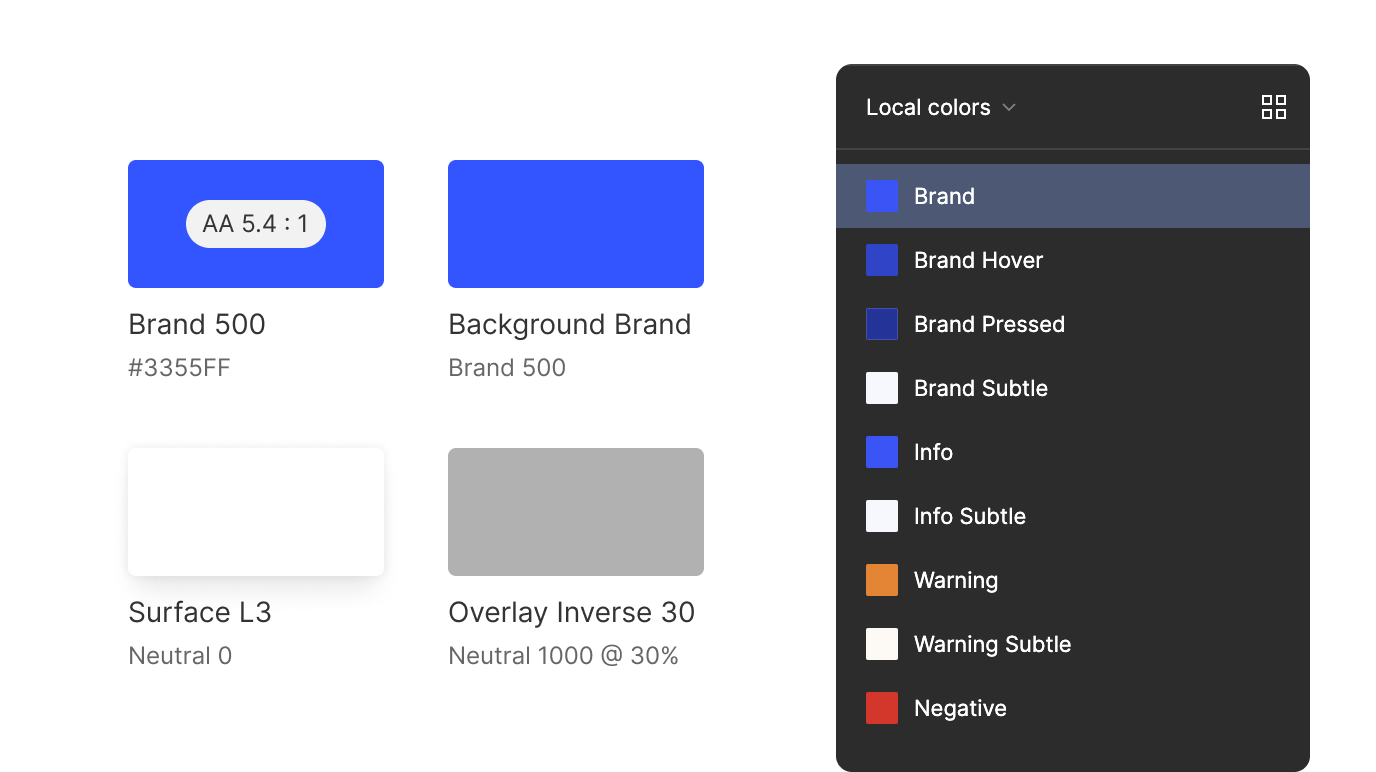 AA 5.4 : 1
Brand 500
#3355FF
Background Brand
Brand 500
Surface L3
Neutral 0
Overlay Inverse 30
Neutral 1000 @ 30%
Local colors
Brand
Brand Hover
Brand Pressed
Brand Subtle
Info
Info Subtle
Warning
Warning Subtle
Negative